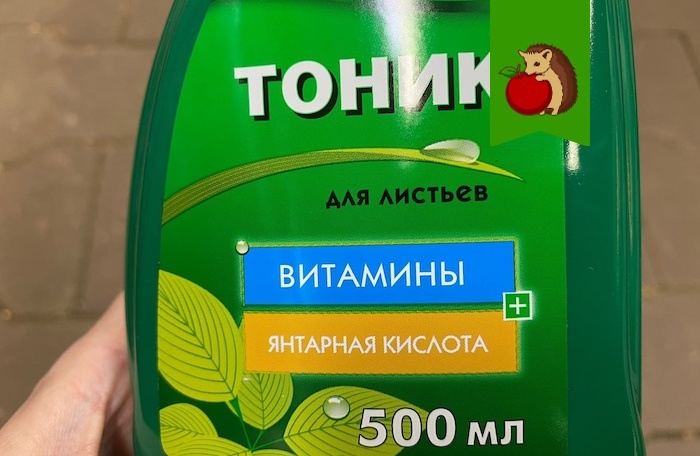 ТОНИК
для листьев
ВИТАМИНЫ
+
ЯНТАРНАЯ КИСЛОТА
500 мл